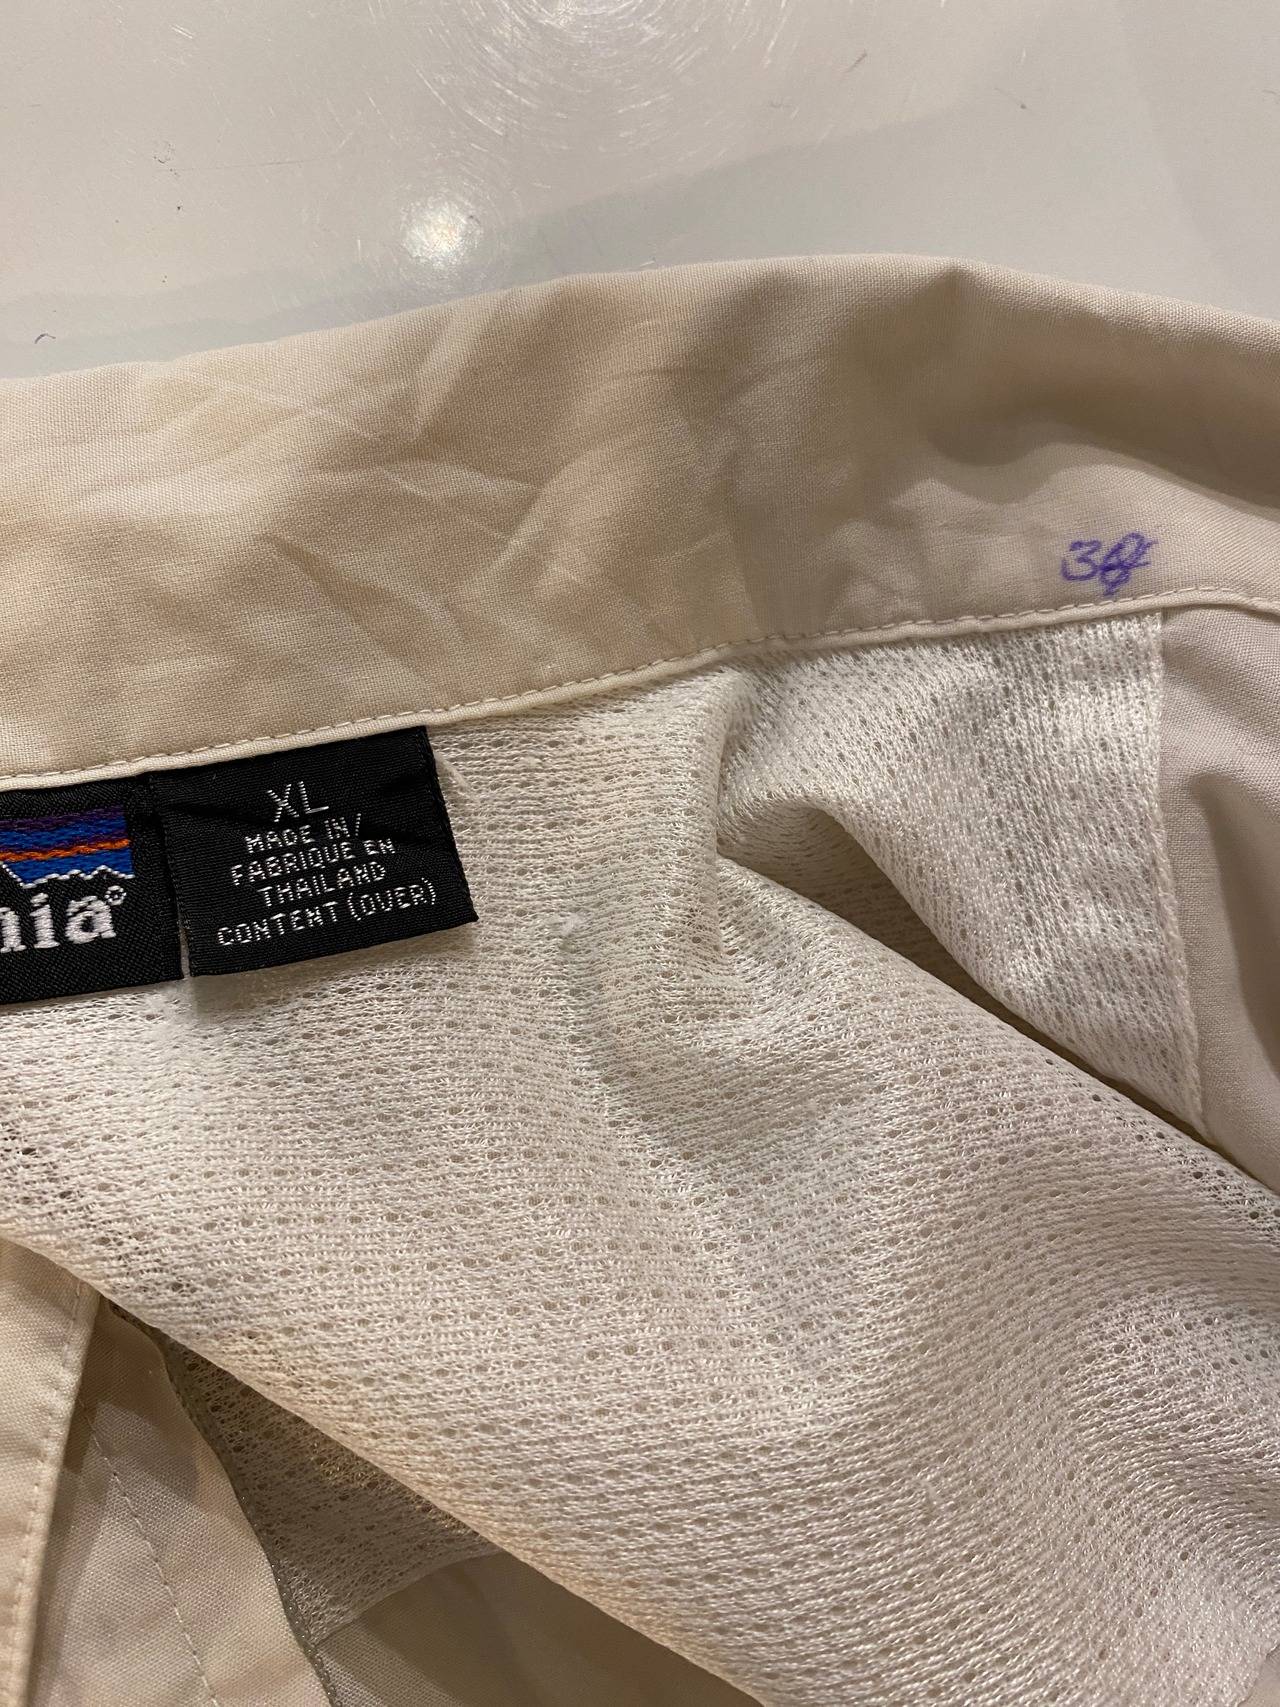 nia®
XL
MADE IN/
FABRIQUE EN
THAILAND
CONTENT (OVER)